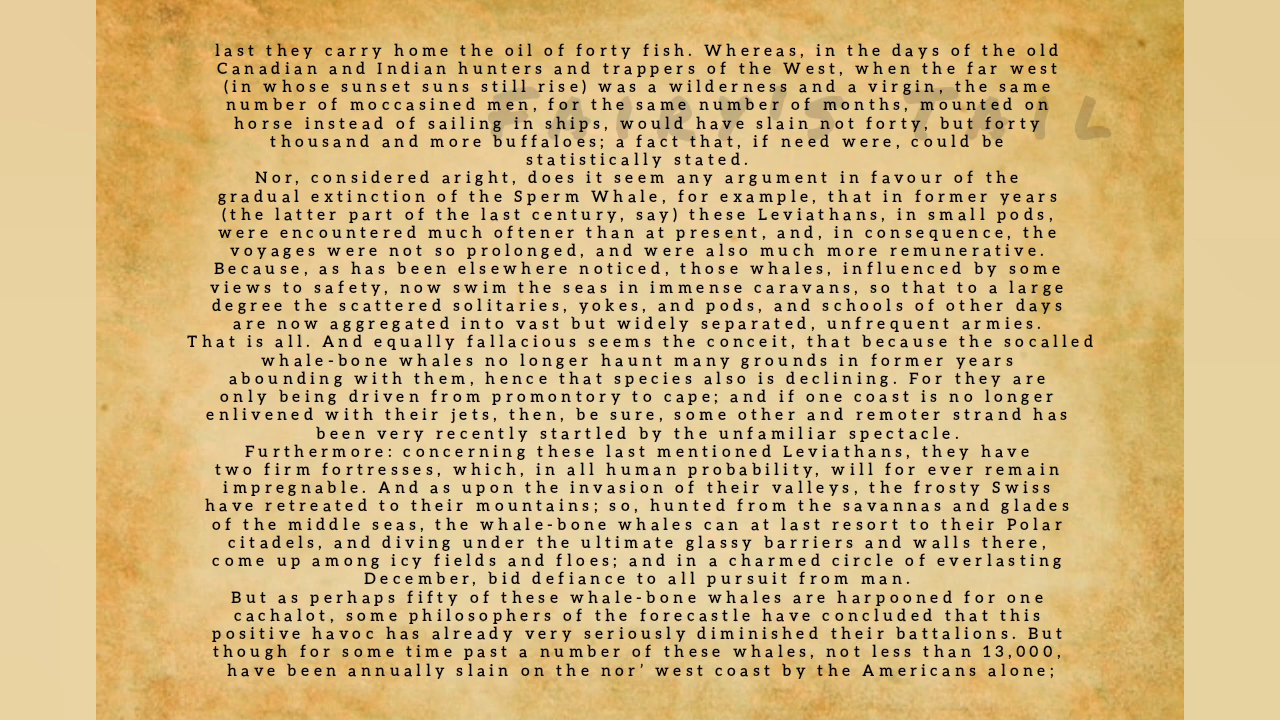 FAIRY'S TAIL
last they carry home the oil of forty fish. Whereas, in the days of the old
Canadian and Indian hunters and trappers of the West, when the far west
(in whose sunset suns still rise) was a wilderness and a virgin, the same
number of moccasined men, for the same number of months, mounted on
horse instead of sailing in ships, would have slain not forty, but forty
thousand and more buffaloes; a fact that, if need were, could be
statistically stated.
Nor, considered aright, does it seem any argument in favour of the
gradual extinction of the Sperm Whale, for example, that in former years
(the latter part of the last century, say) these Leviathans, in small pods,
were encountered much oftener than at present, and, in consequence, the
voyages were not so prolonged, and were also much more remunerative.
Because, as has been elsewhere noticed, those whales, influenced by some
views to safety, now swim the seas in immense caravans, so that to a large
degree the scattered solitaries, yokes, and pods, and schools of other days
are now aggregated into vast but widely separated, unfrequent armies.
That is all. And equally fallacious seems the conceit, that because the socalled
whale-bone whales no longer haunt many grounds in former years
abounding with them, hence that species also is declining. For they are
only being driven from promontory to cape; and if one coast is no longer
enlivened with their jets, then, be sure, some other and remoter strand has
been very recently startled by the unfamiliar spectacle.
Furthermore: concerning these last mentioned Leviathans, they have
two firm fortresses, which, in all human probability, will for ever remain
impregnable. And as upon the invasion of their valleys, the frosty Swiss
have retreated to their mountains; so, hunted from the savannas and glades
of the middle seas, the whale-bone whales can at last resort to their Polar
citadels, and diving under the ultimate glassy barriers and walls there,
come up among icy fields and floes; and in a charmed circle of everlasting
December, bid defiance to all pursuit from man.
But as perhaps fifty of these whale-bone whales are harpooned for one
cachalot, some philosophers of the forecastle have concluded that this
positive havoc has already very seriously diminished their battalions. But
though for some time past a number of these whales, not less than 13,000,
have been annually slain on the nor’ west coast by the Americans alone;